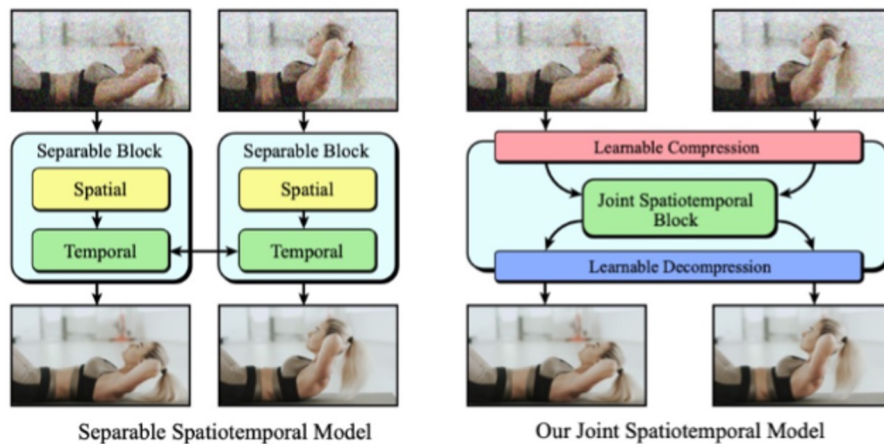 Separable Block
Spatial
Temporal
Separable Block
Spatial
Temporal
Separable Spatiotemporal Model
Learnable Compression
Joint Spatiotemporal
Block
Learnable Decompression
Our Joint Spatiotemporal Model